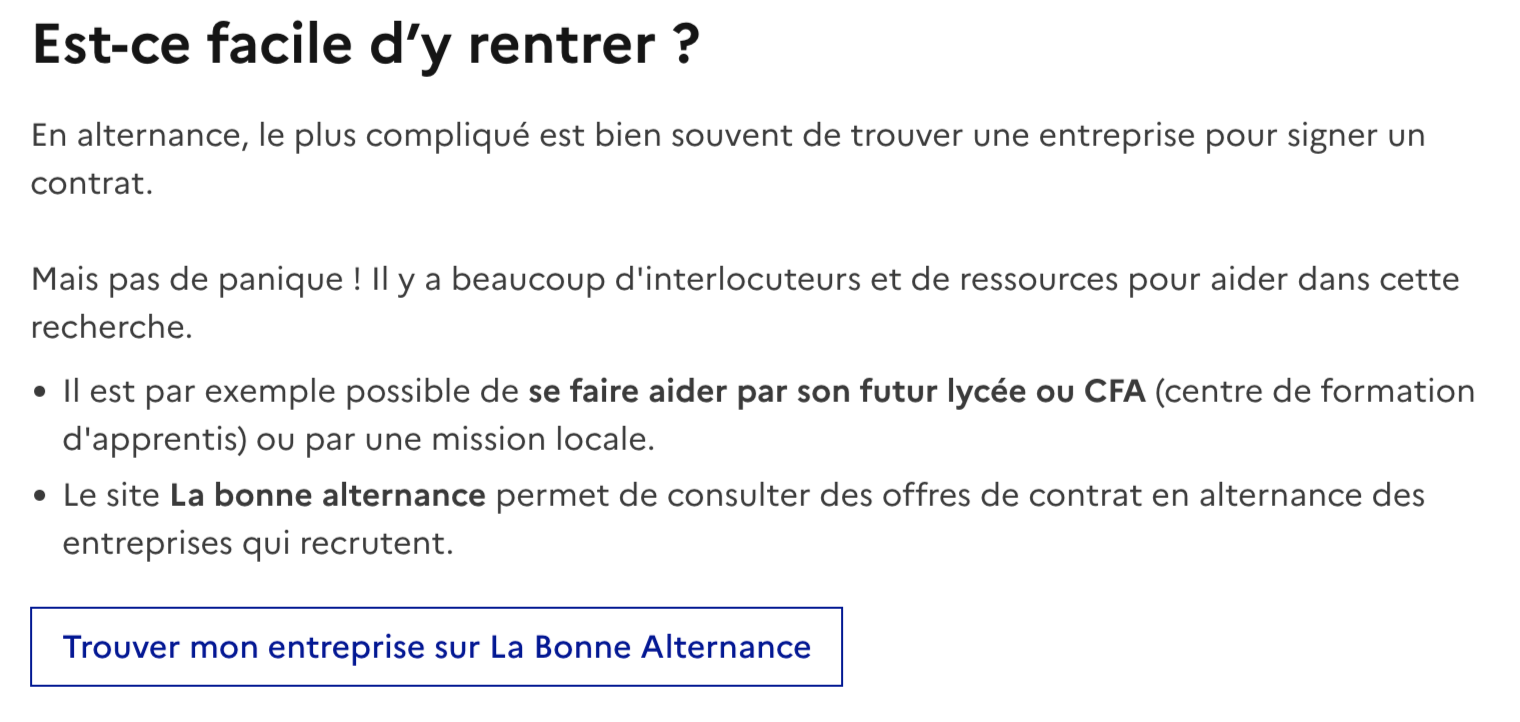 Est-ce facile d’y rentrer ?
En alternance, le plus compliqué est bien souvent de trouver une entreprise pour signer un
contrat.
Mais pas de panique ! Il y a beaucoup d'interlocuteurs et de ressources pour aider dans cette
recherche.
• Il est par exemple possible de se faire aider par son futur lycée ou CFA (centre de formation
d'apprentis) ou par une mission locale.
• Le site La bonne alternance permet de consulter des offres de contrat en alternance des
entreprises qui recrutent.
Trouver mon entreprise sur La Bonne Alternance